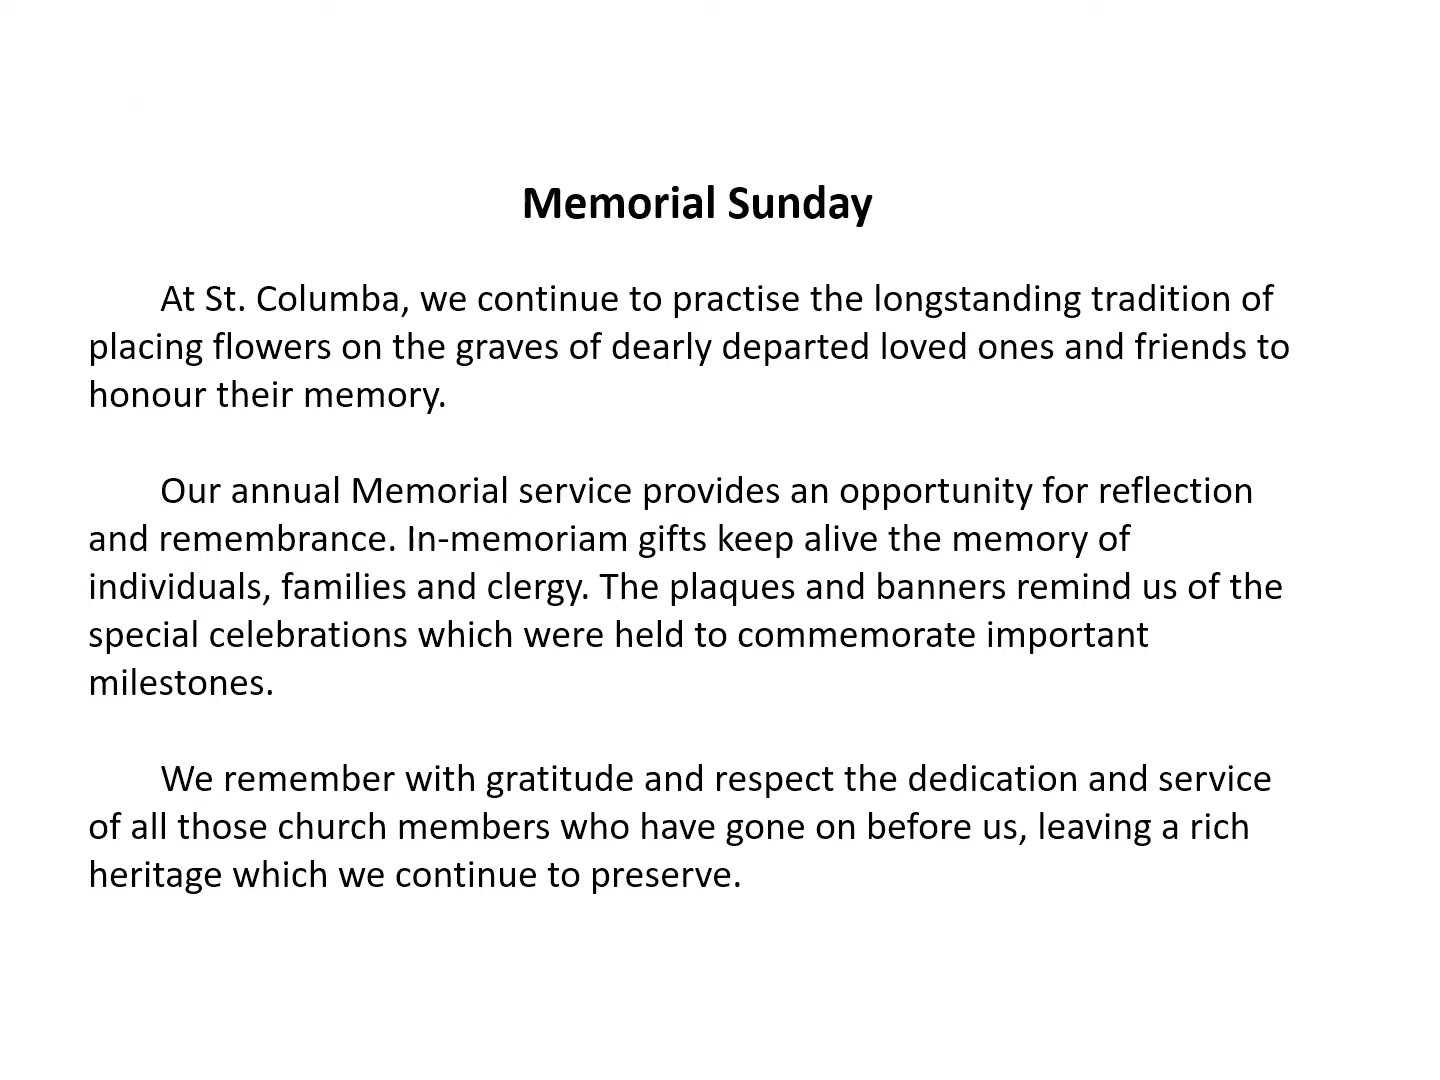 Memorial Sunday
At St. Columba, we continue to practise the longstanding tradition of
placing flowers on the graves of dearly departed loved ones and friends to
honour their memory.
Our annual Memorial service provides an opportunity for reflection
and remembrance. In-memoriam gifts keep alive the memory of
individuals, families and clergy. The plaques and banners remind us of the
special celebrations which were held to commemorate important
milestones.
We remember with gratitude and respect the dedication and service
of all those church members who have gone on before us, leaving a rich
heritage which we continue to preserve.